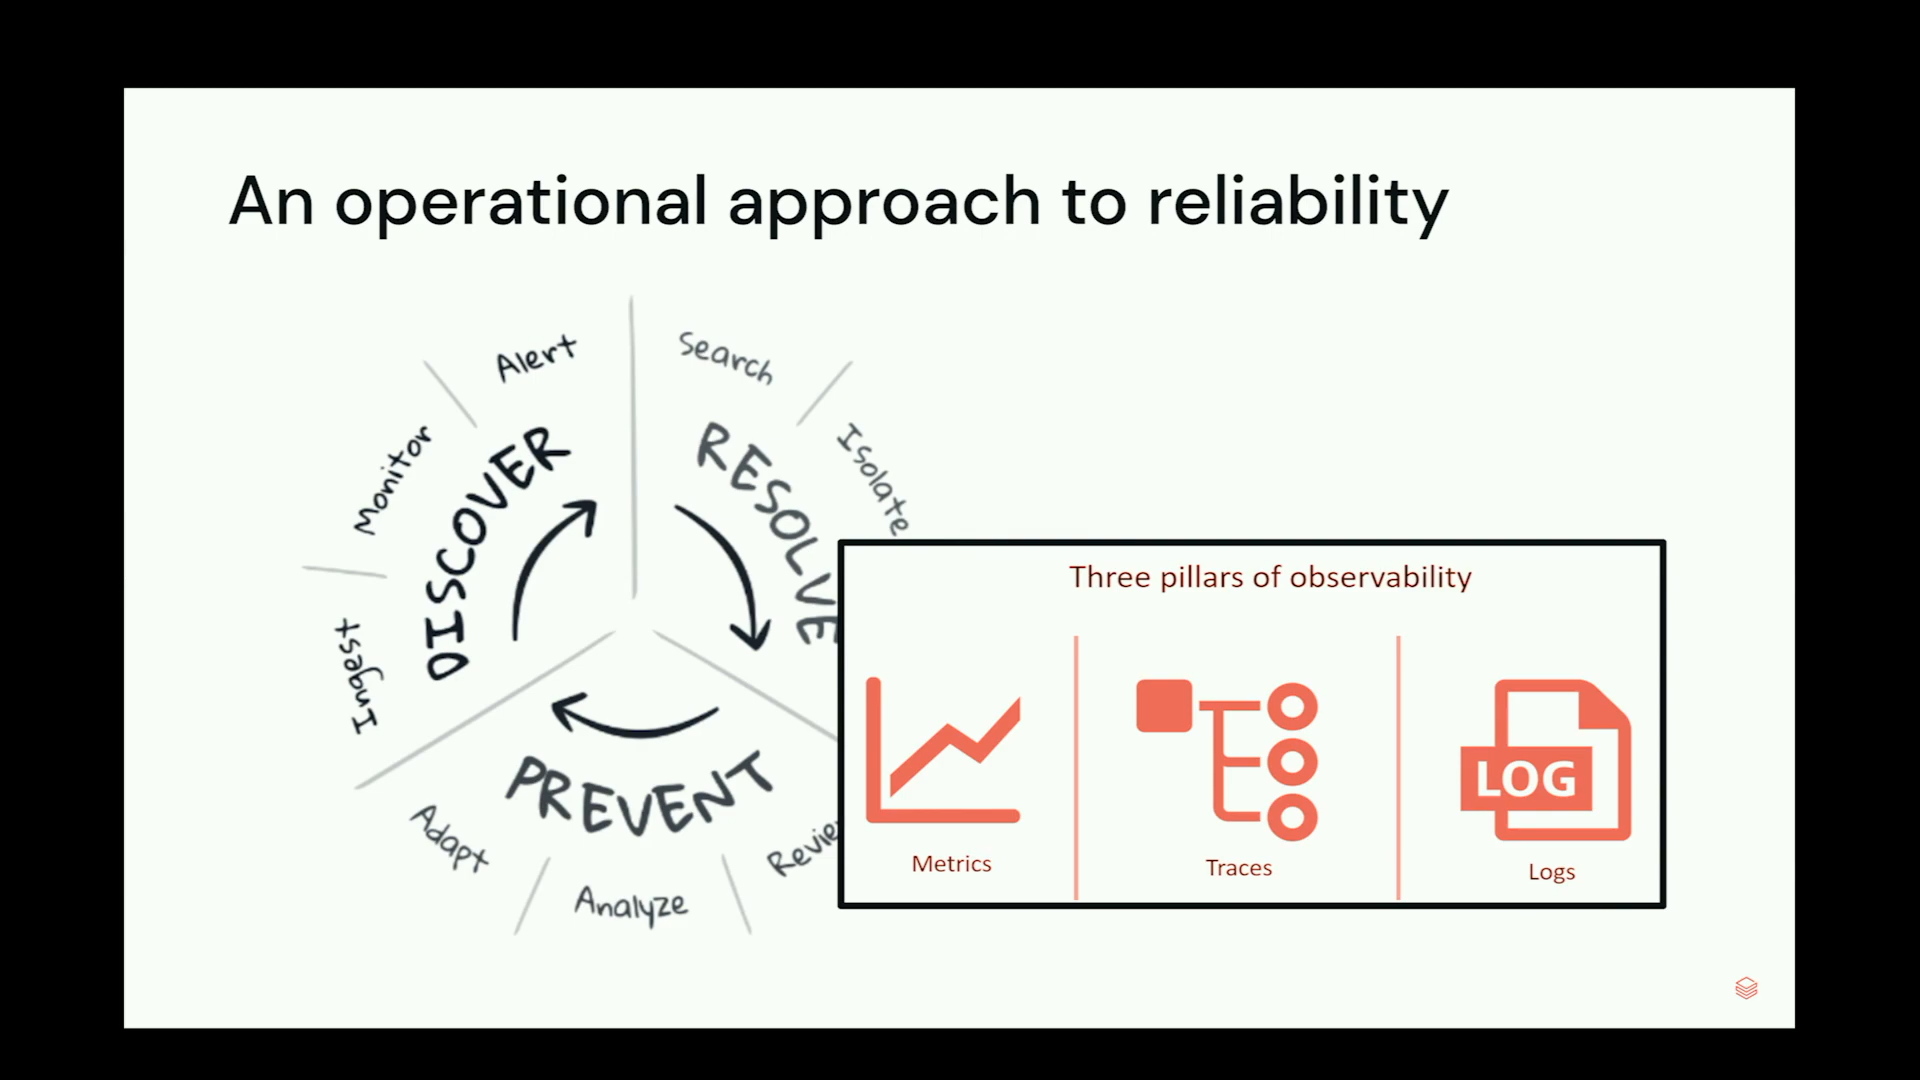 An operational approach to reliability
Alert
Search
Monitor
Isolate
DISCOVER
RESOLVE
Ingest
PREVENT
Adapt
Analyze
Three pillars of observability
LOG
Metrics
Traces
Logs